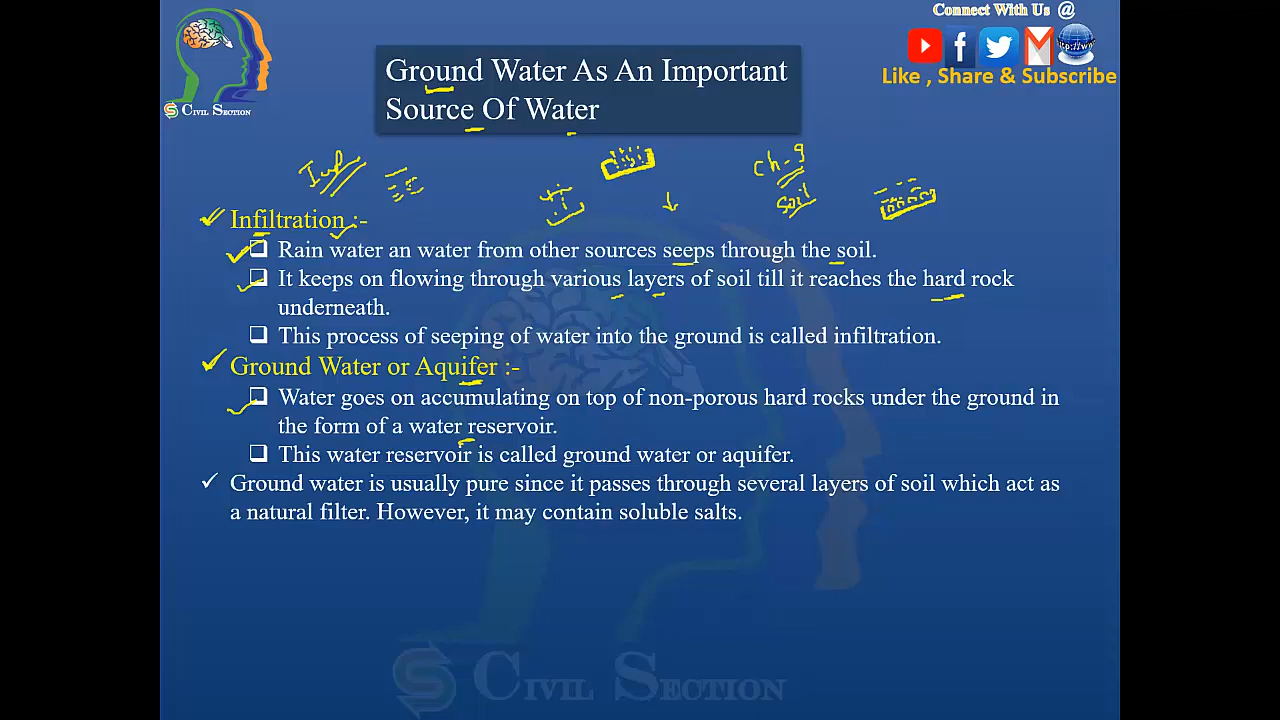 Connect With Us @
Like , Share & Subscribe
CIVIL SECTION
Ground Water As An Important
Source Of Water
Ch-9
Soil
Infiltration :-
Rain water an water from other sources seeps through the soil.
It keeps on flowing through various layers of soil till it reaches the hard rock
underneath.
This process of seeping of water into the ground is called infiltration.
Ground Water or Aquifer :-
Water goes on accumulating on top of non-porous hard rocks under the ground in
the form of a water reservoir.
This water reservoir is called ground water or aquifer.
Ground water is usually pure since it passes through several layers of soil which act as
a natural filter. However, it may contain soluble salts.
CIVIL SECTION